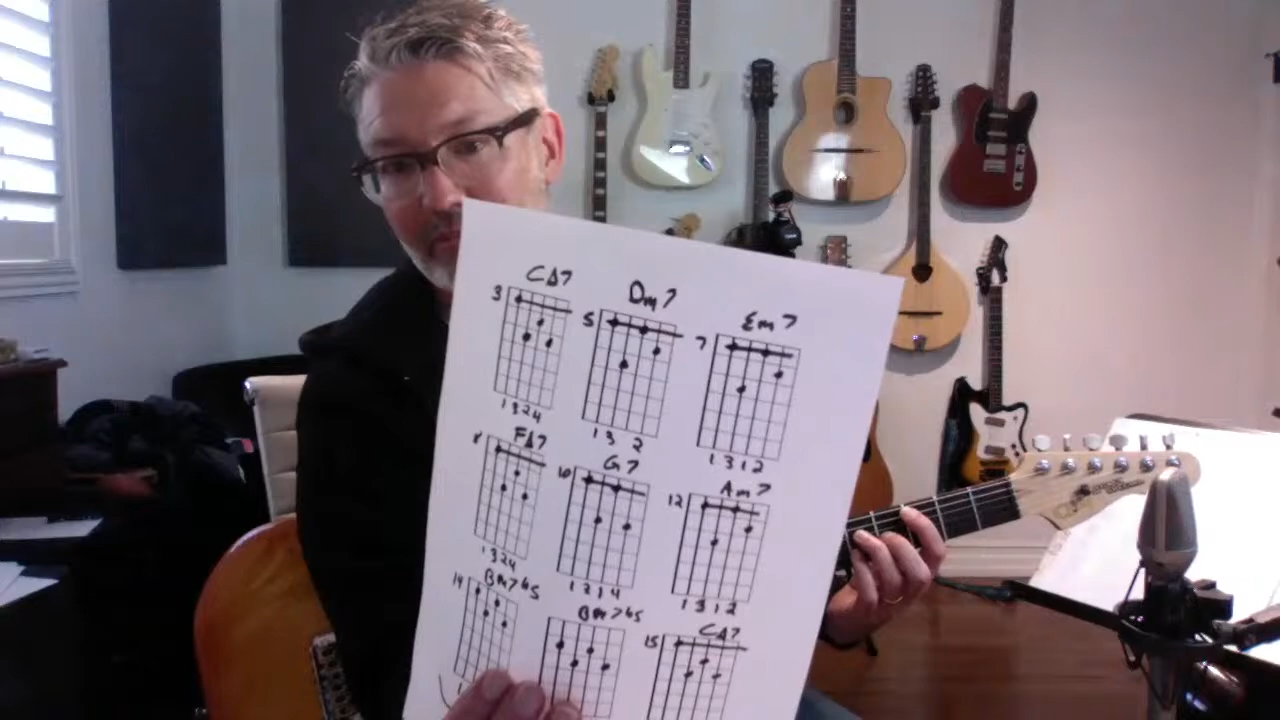 CΔ7 Dm7 Em7
3 5 7
1324 13 2 1312
FΔ7 G7 Am7
8 10 12
1324 1214 1312
Bm7b5 Bm7b5 CΔ7
14 15